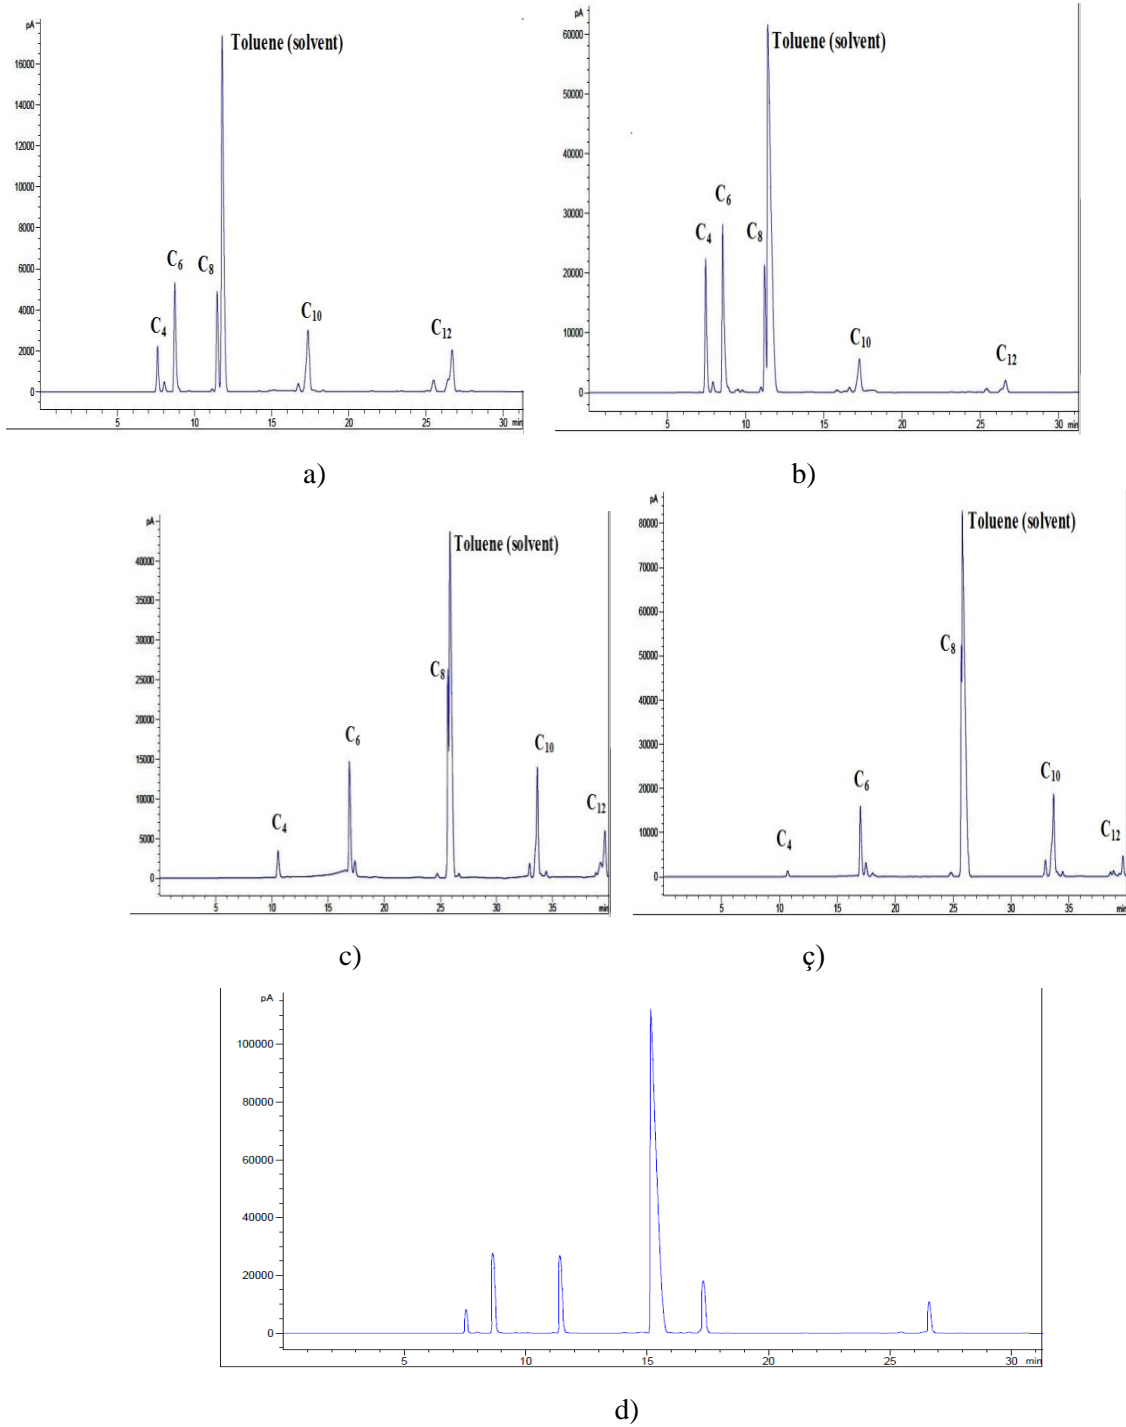 pA
Toluene (solvent)
16000
14000
12000
10000
8000
6000
4000
2000
0
C4
C6
C8
C10
C12
5
10
15
20
25
30
min
a)
pA
Toluene (solvent)
60000
50000
40000
30000
20000
10000
0
C4
C6
C8
C10
C12
5
10
15
20
25
30
min
b)
pA
Toluene (solvent)
40000
35000
30000
25000
20000
15000
10000
5000
0
C4
C6
C8
C10
C12
5
10
15
20
25
30
35
min
c)
pA
Toluene (solvent)
80000
70000
60000
50000
40000
30000
20000
10000
0
C4
C6
C8
C10
C12
5
10
15
20
25
30
35
min
ç)
pA
100000
80000
60000
40000
20000
0
5
10
15
20
25
30
min
d)